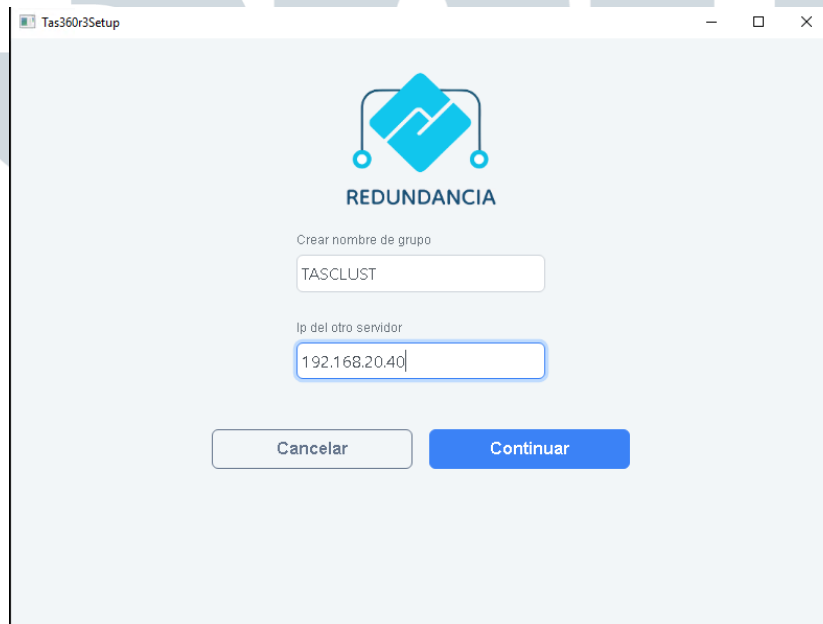 Tas360r3Setup
REDUNDANCIA
Crear nombre de grupo
TASCLUST
Ip del otro servidor
192.168.20.40
Cancelar Continuar